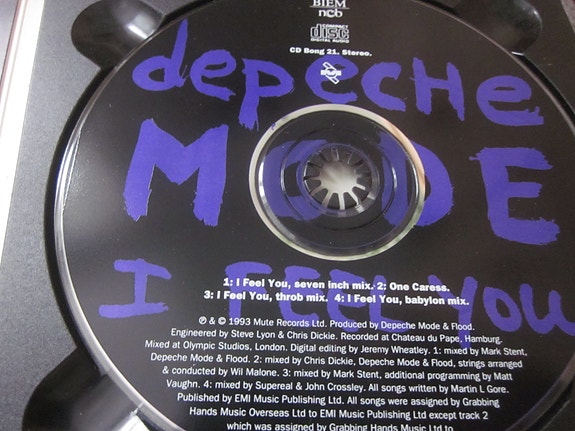 BIEM
ncb
COMPACT
disc
DIGITAL AUDIO
CD Bong 21. Stereo.
depeche
MODE
I FEEL YOU
1: I Feel You, seven inch mix. 2: One Caress.
3: I Feel You, throb mix. 4: I Feel You, babylon mix.
℗ & © 1993 Mute Records Ltd. Produced by Depeche Mode & Flood.
Engineered by Steve Lyon & Chris Dickie. Recorded at Chateau du Pape, Hamburg.
Mixed at Olympic Studios, London. Digital editing by Jeremy Wheatley. 1: mixed by Mark Stent,
Depeche Mode & Flood. 2: mixed by Chris Dickie, Depeche Mode & Flood, strings arranged
& conducted by Wil Malone. 3: mixed by Mark Stent, additional programming by Matt
Vaughn. 4: mixed by Supereal & John Crossley. All songs written by Martin L Gore.
Published by EMI Music Publishing Ltd. All songs were assigned by Grabbing
Hands Music Overseas Ltd to EMI Music Publishing Ltd except track 2
which was assigned by Grabbing Hands Music Ltd to